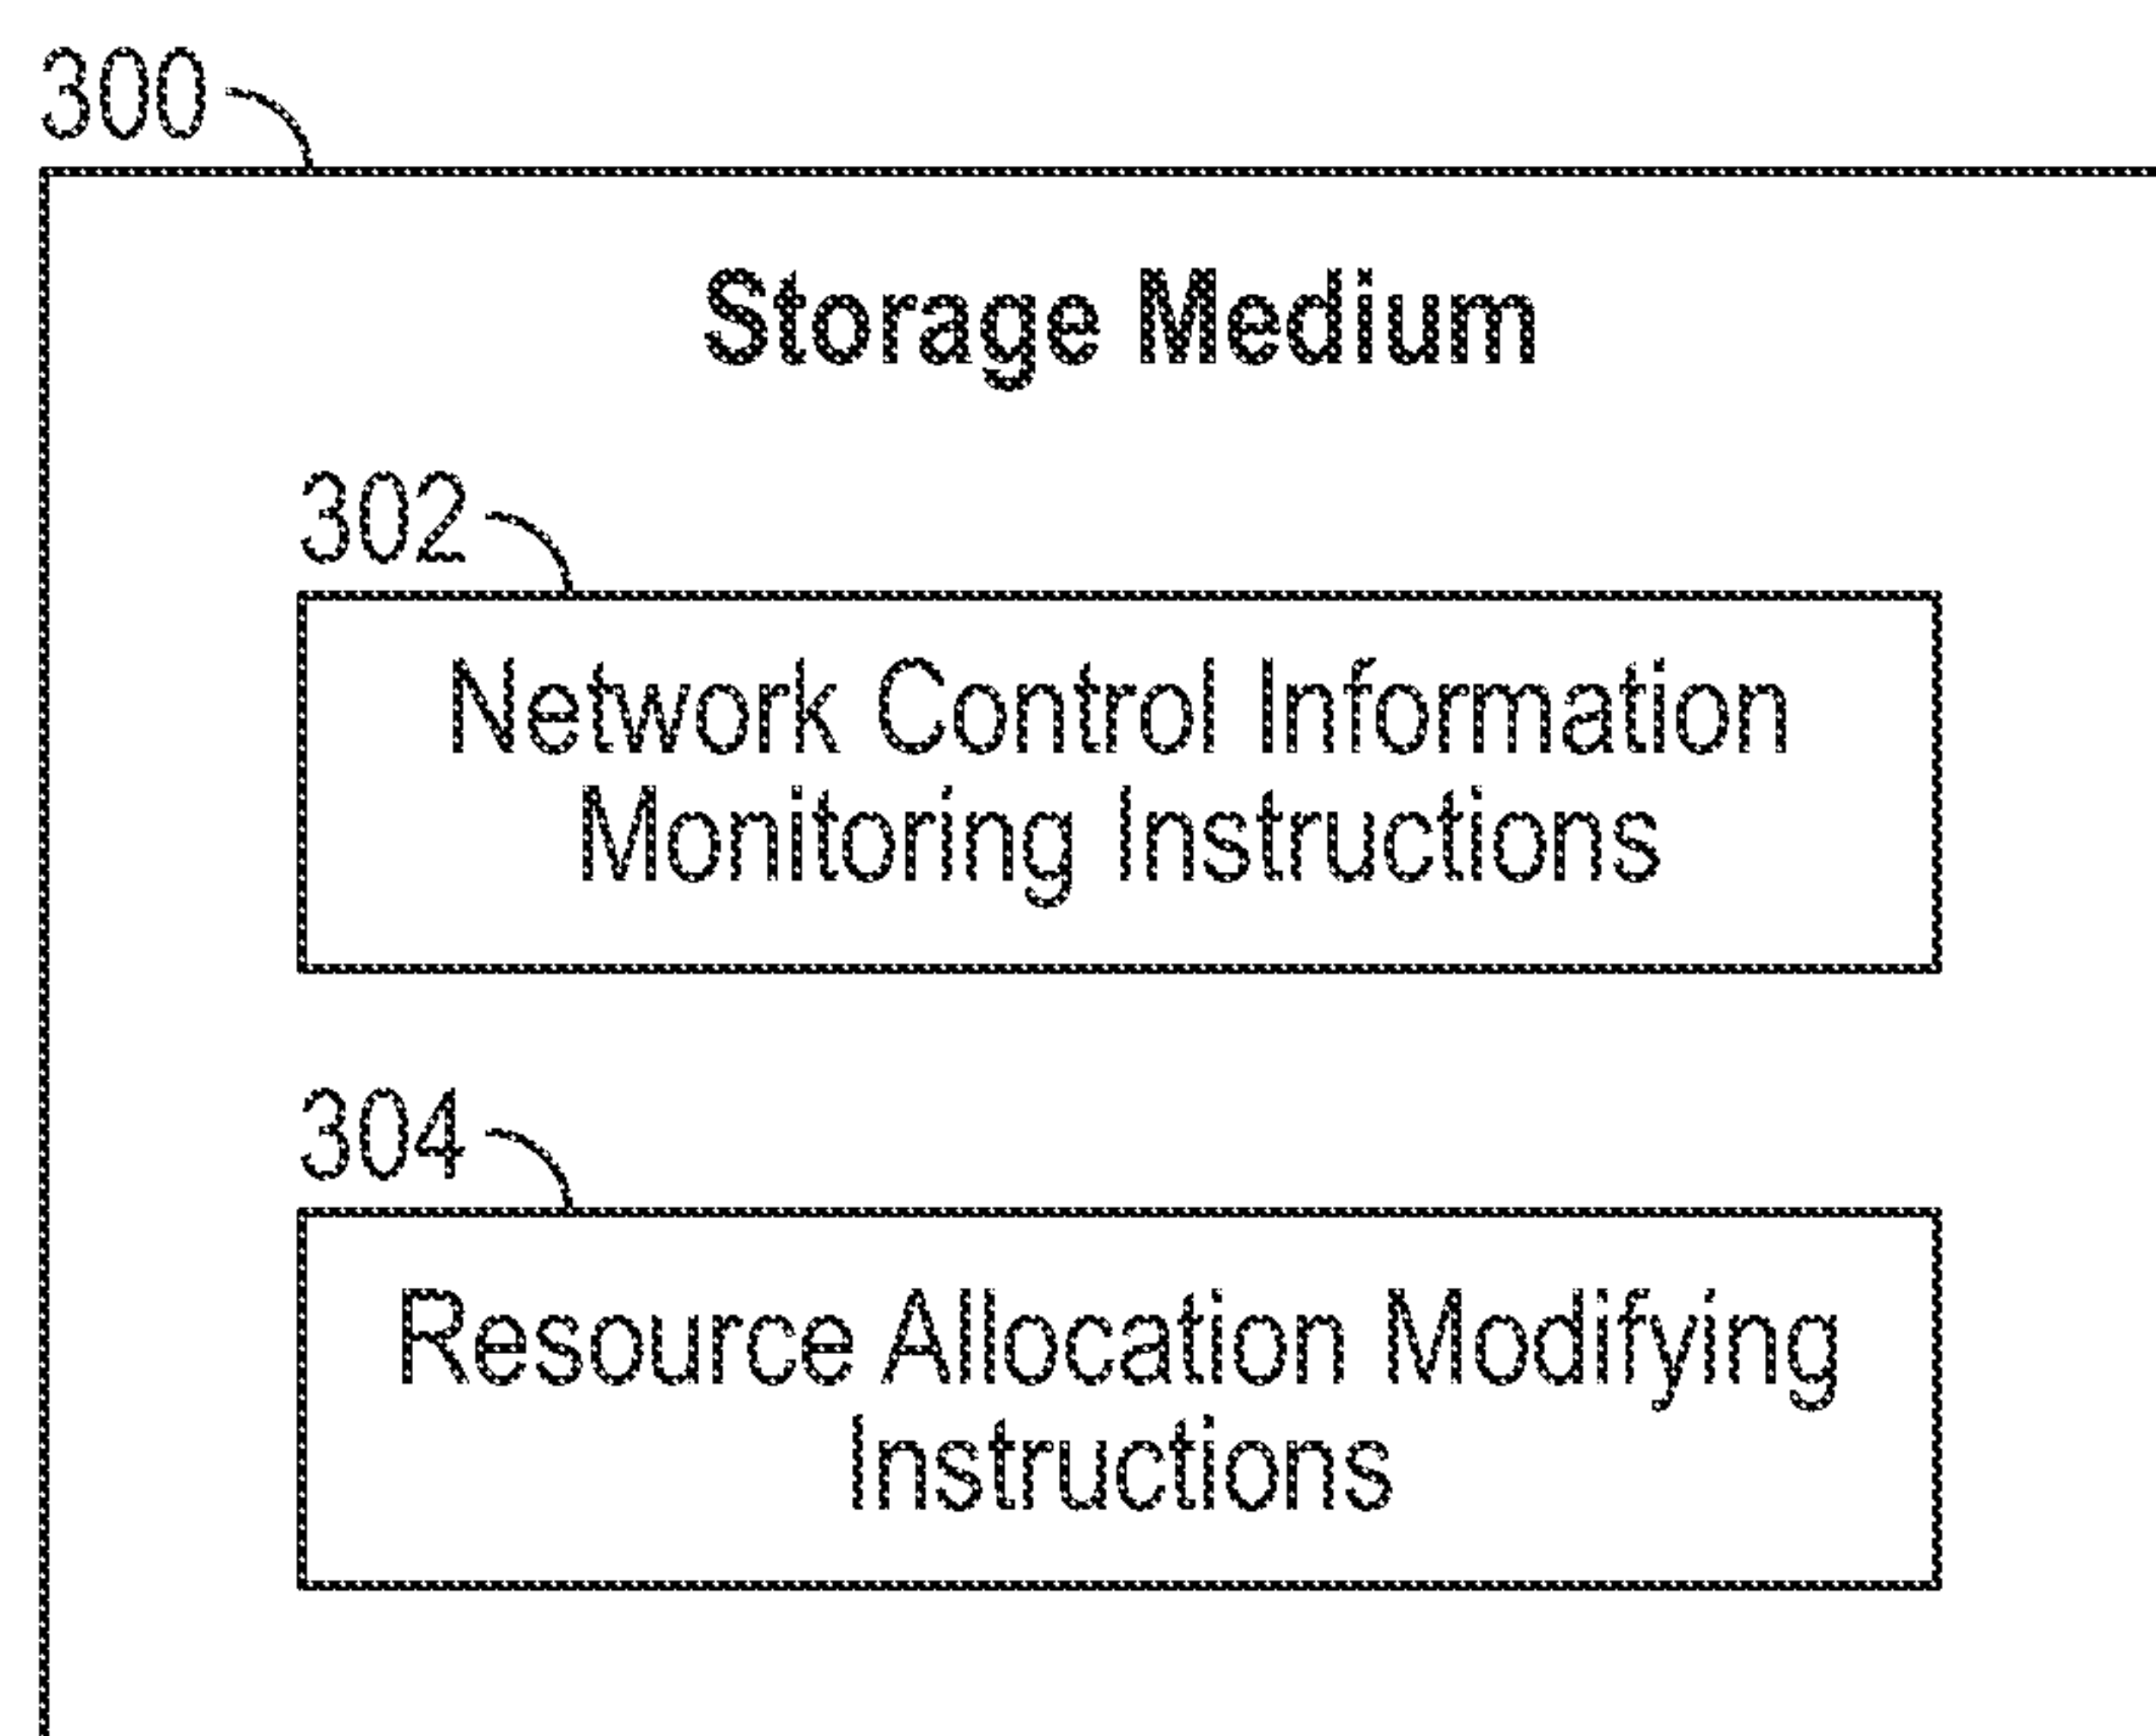 300
Storage Medium
302
Network Control Information
Monitoring Instructions
304
Resource Allocation Modifying
Instructions